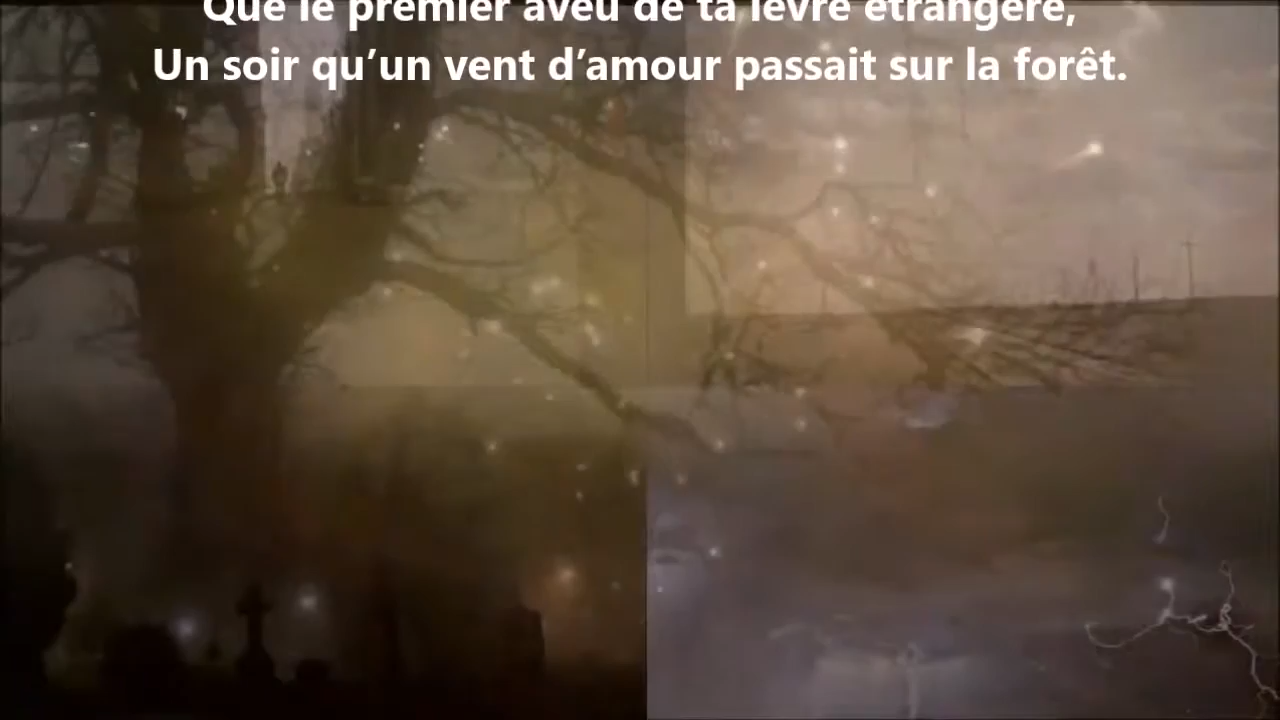 Que le premier aveu de ta lèvre étrangère,
Un soir qu’un vent d’amour passait sur la forêt.